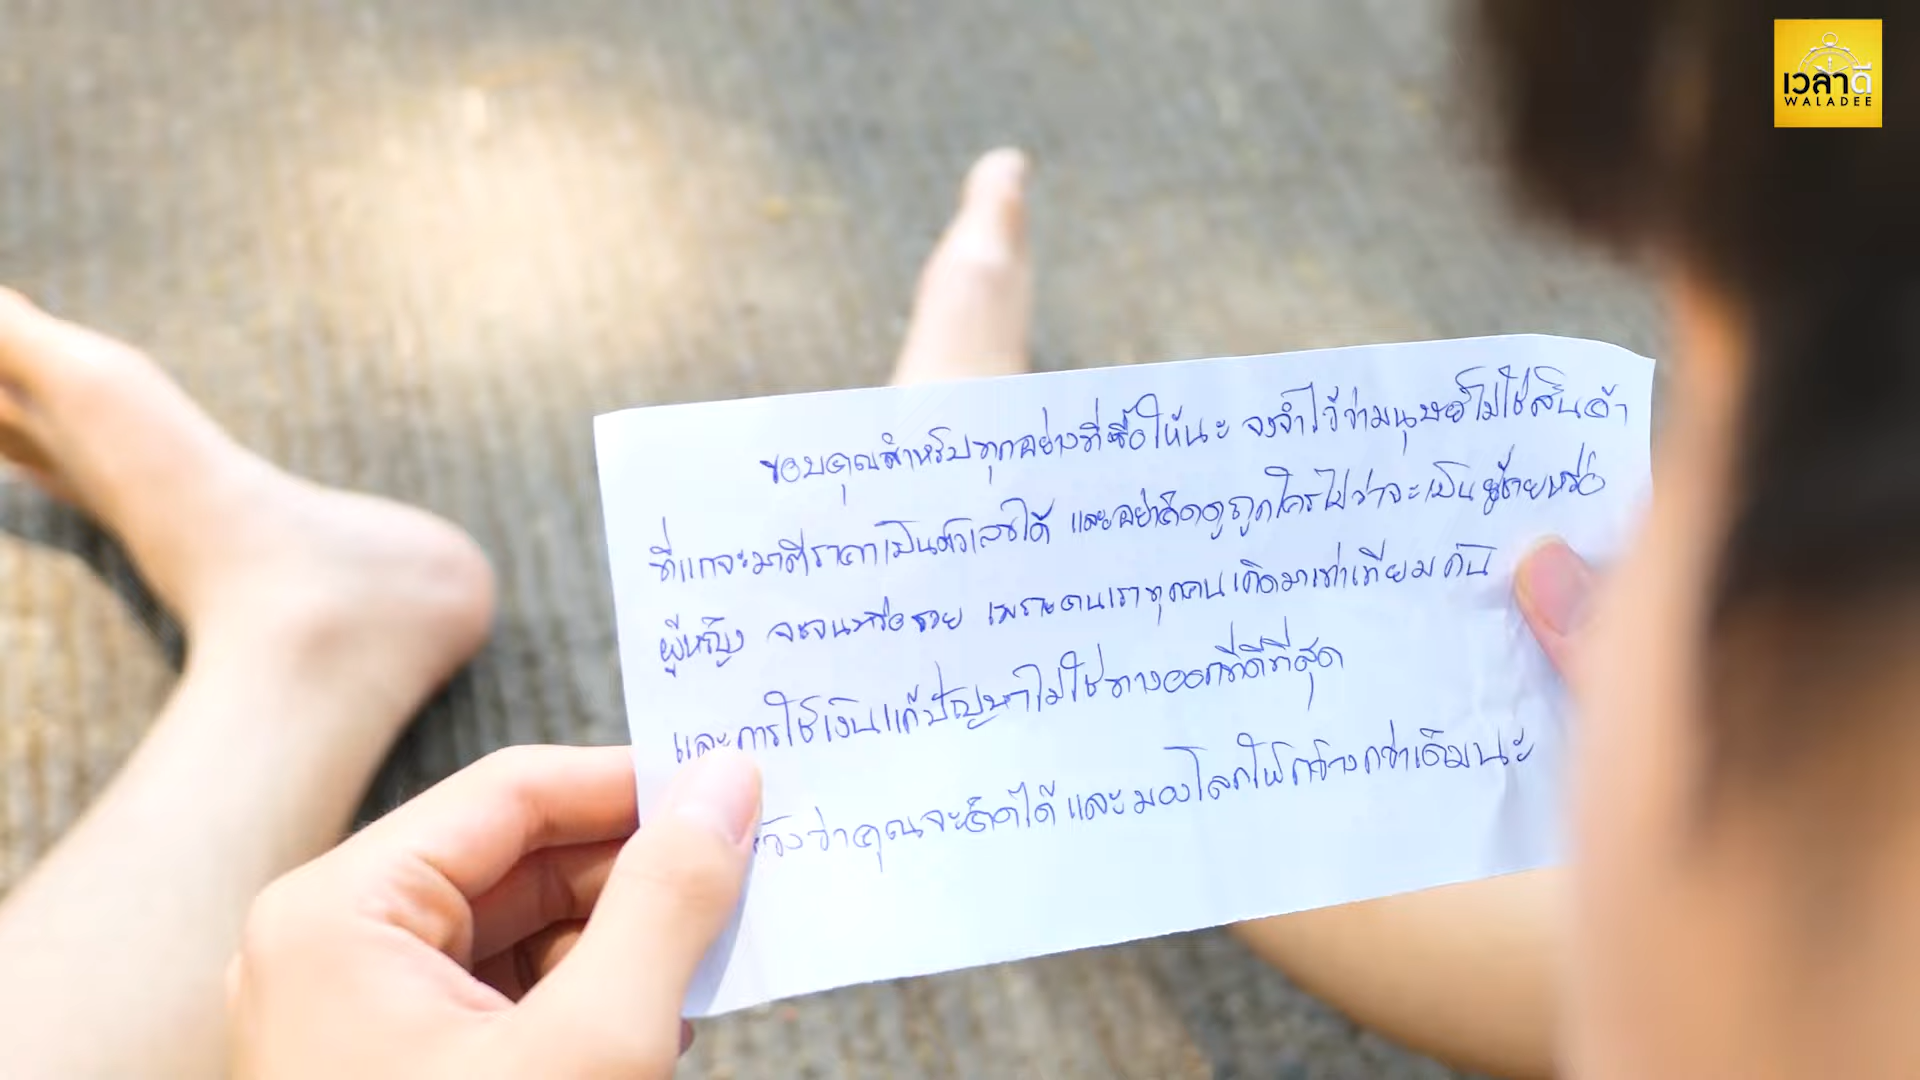 เวลาดี
WALADEE
ขอบคุณสำหรับทุกอย่างที่ซื้อให้นะ จงจำไว้ว่ามนุษย์ไม่ใช่สินค้า
ที่แกจะมาตีราคาเป็นตัวเลขได้ และอย่าคิดดูถูกใครไม่ว่าจะเป็นผู้ชายหรือ
ผู้หญิง จะจนหรือรวย เพราะคนเราทุกคนเกิดมาเท่าเทียมกัน
และการใช้เงินแก้ปัญหาไม่ใช่ทางออกที่ดีที่สุด
หวังว่าคุณจะคิดได้ และมองโลกให้กว้างกว่าเดิมนะ